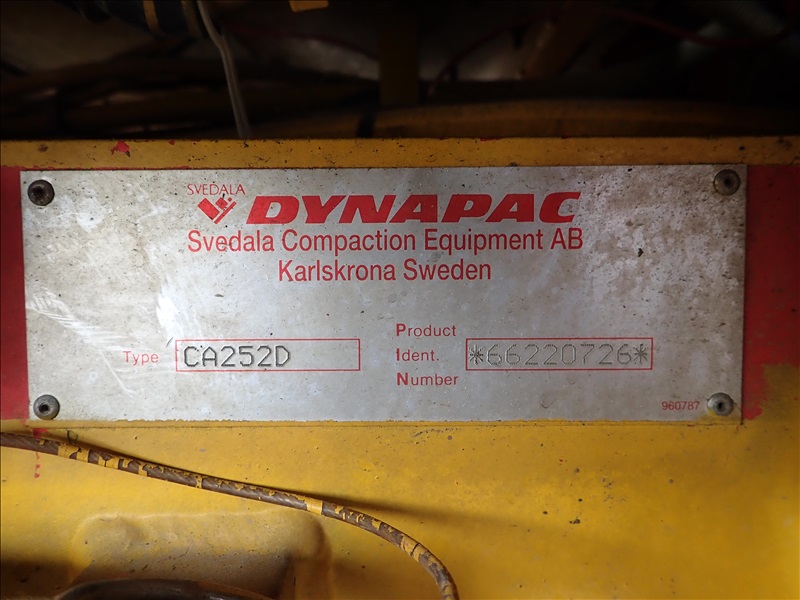 SVEDALA
DYNAPAC
Svedala Compaction Equipment AB
Karlskrona Sweden
Type CA252D
Product
Ident. *66220726*
Number
960787